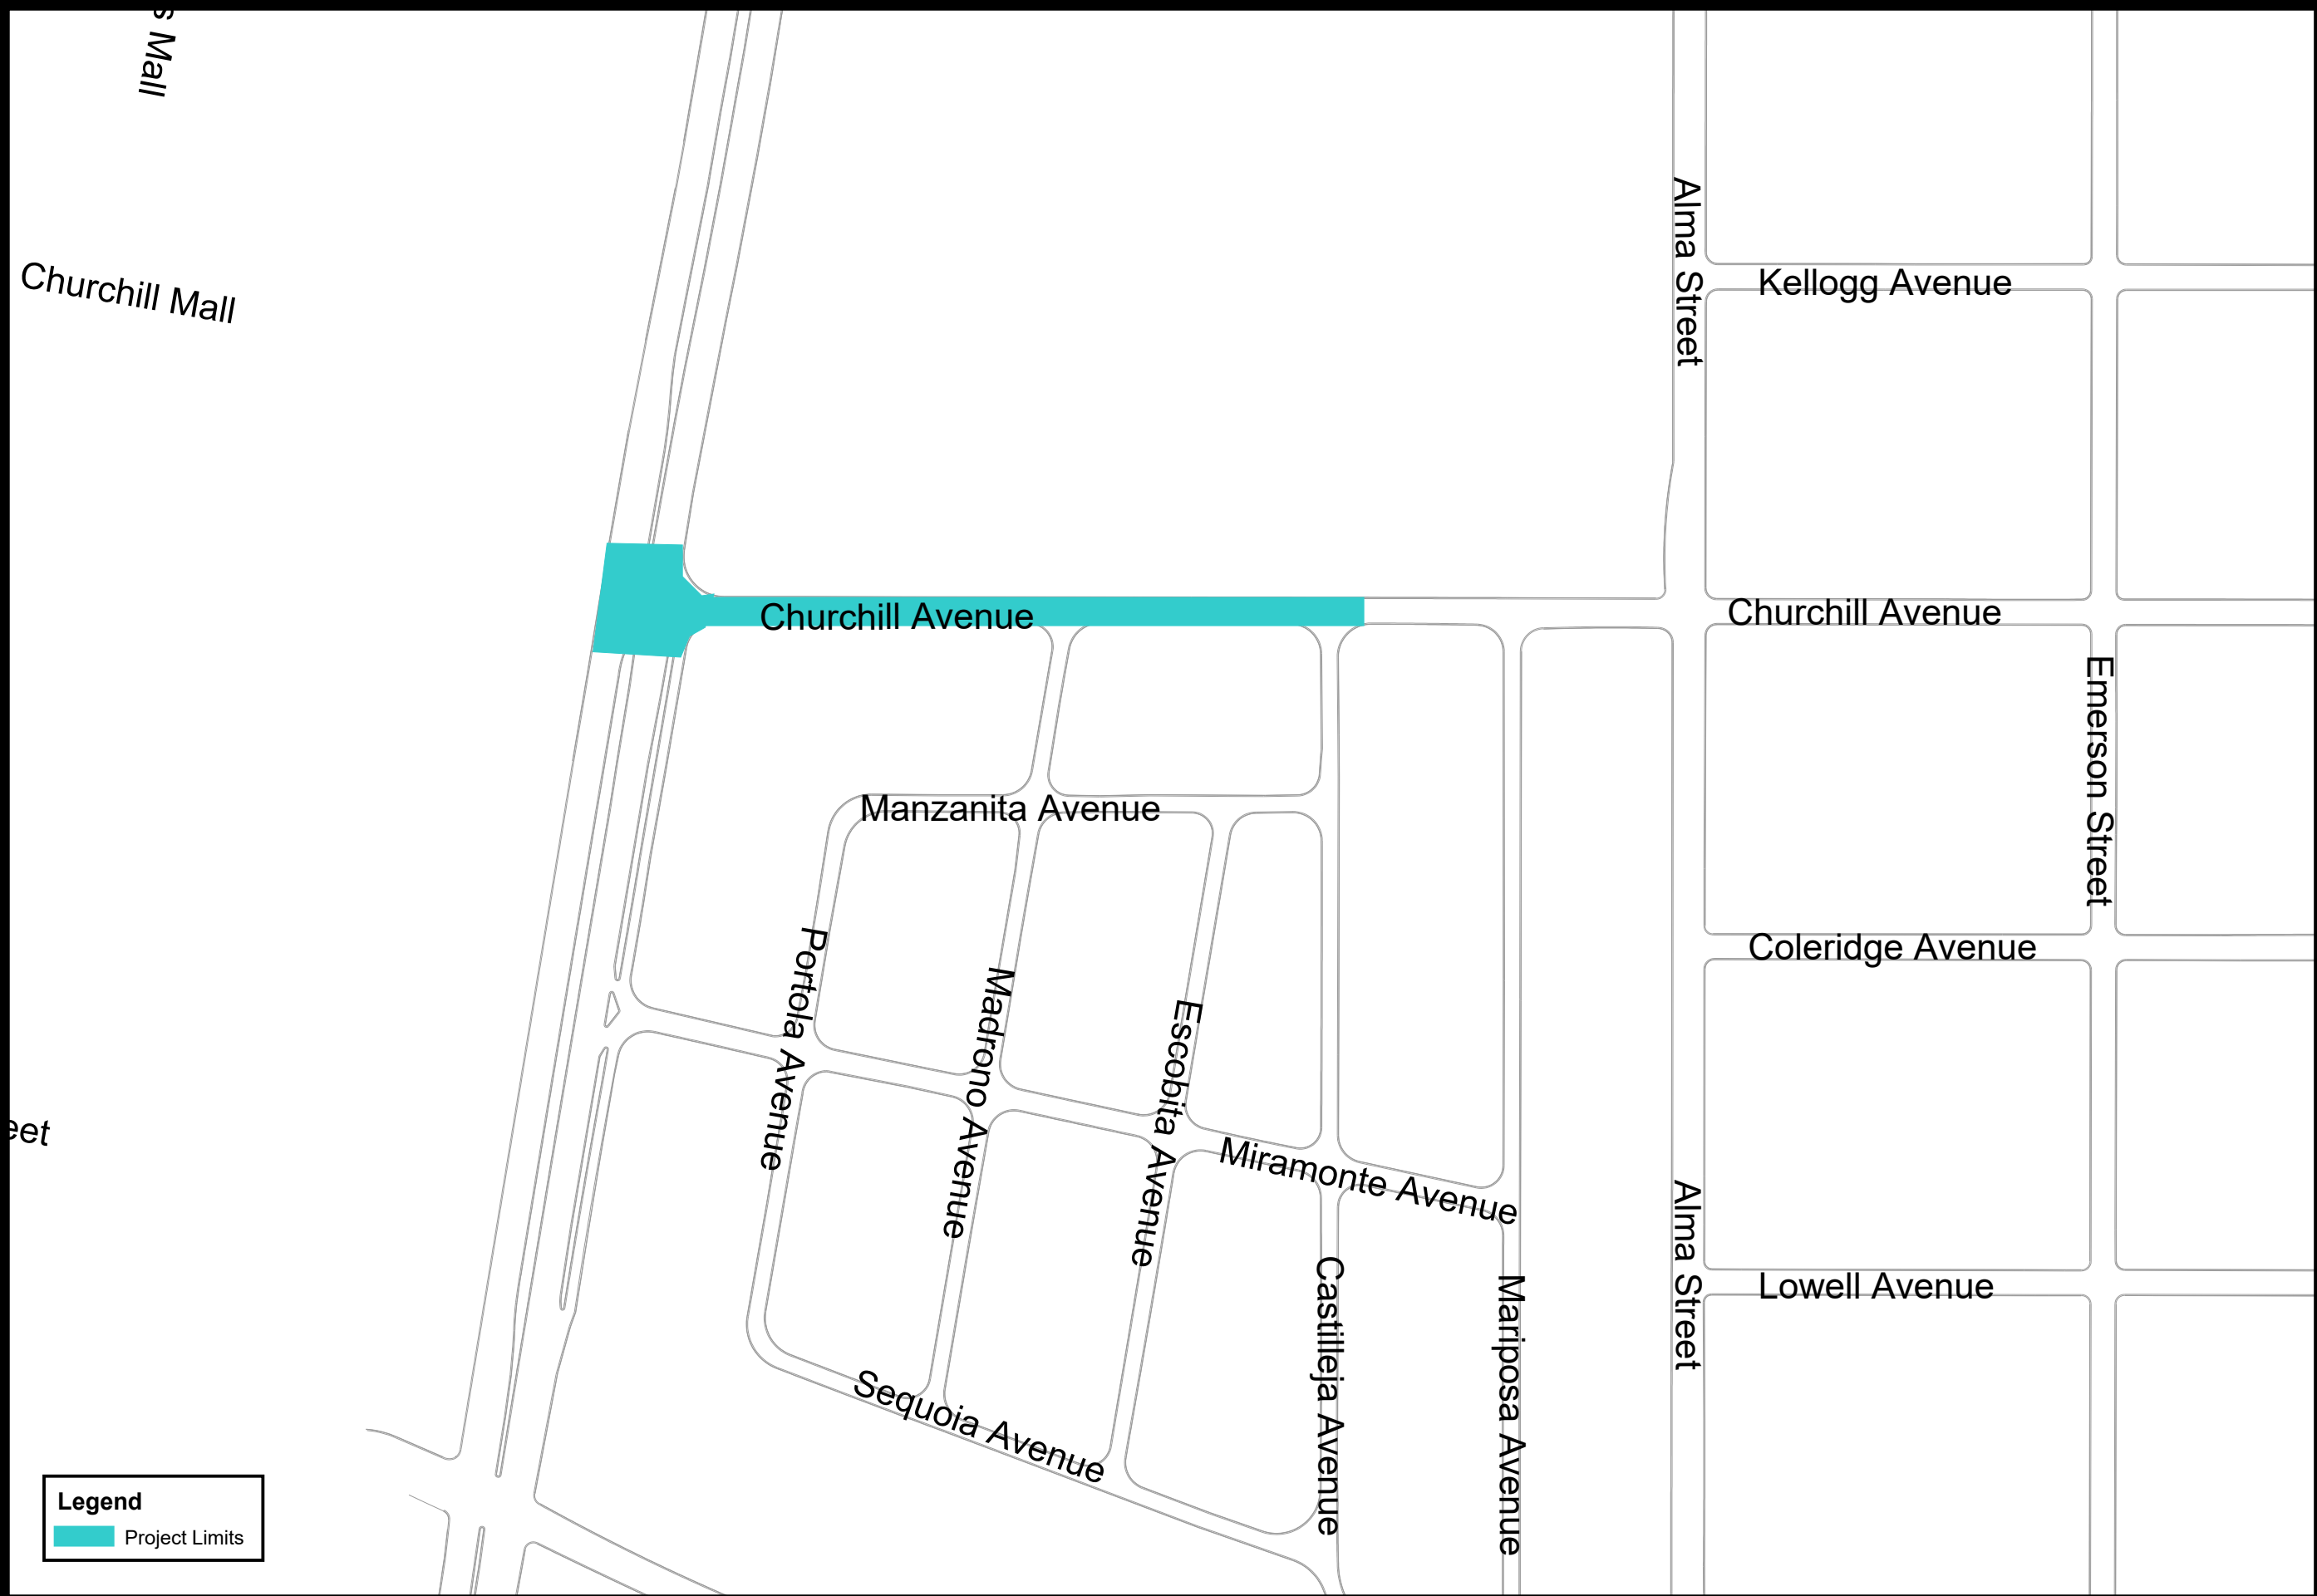 s Mall
Churchill Mall
Alma Street
Kellogg Avenue
Churchill Avenue
Churchill Avenue
Emerson Street
Manzanita Avenue
Coleridge Avenue
Portola Avenue
Madrono Avenue
Escobita Avenue
eet
Miramonte Avenue
Alma Street
Lowell Avenue
Castilleja Avenue
Mariposa Avenue
Sequoia Avenue
Legend
Project Limits